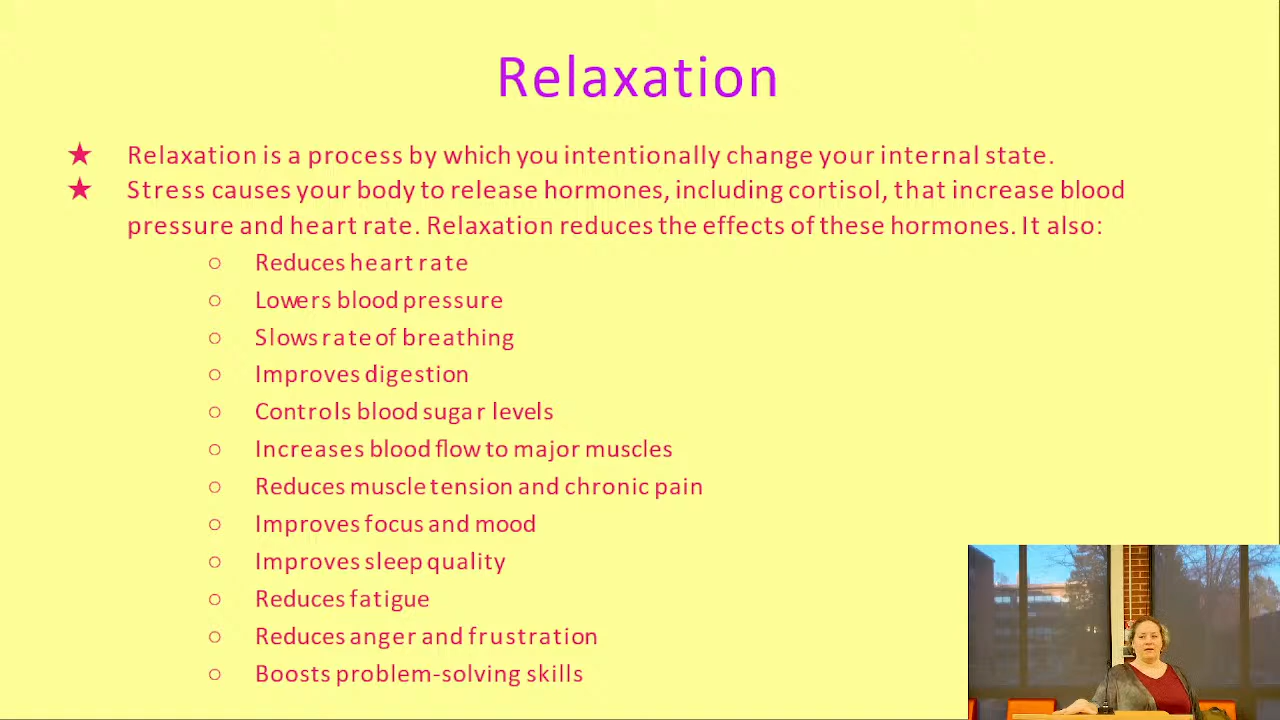 Relaxation
★ Relaxation is a process by which you intentionally change your internal state.
★ Stress causes your body to release hormones, including cortisol, that increase blood
pressure and heart rate. Relaxation reduces the effects of these hormones. It also:
○ Reduces heart rate
○ Lowers blood pressure
○ Slows rate of breathing
○ Improves digestion
○ Controls blood sugar levels
○ Increases blood flow to major muscles
○ Reduces muscle tension and chronic pain
○ Improves focus and mood
○ Improves sleep quality
○ Reduces fatigue
○ Reduces anger and frustration
○ Boosts problem-solving skills